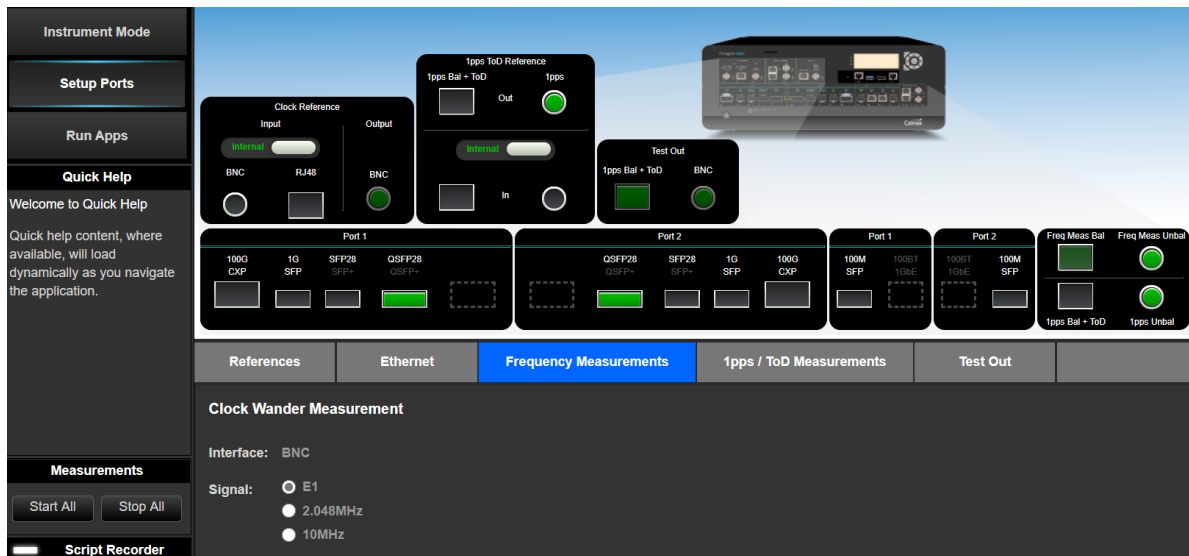 Instrument Mode
Setup Ports
Run Apps
Quick Help
Welcome to Quick Help
Quick help content, where
available, will load
dynamically as you navigate
the application.
Measurements
Start All Stop All
Script Recorder
Clock Reference
Input Output
Internal
BNC RJ48 BNC
1pps ToD Reference
1pps Bal + ToD 1pps
Out
Internal
In
Test Out
1pps Bal + ToD BNC
Calnex
Port 1
100G 1G SFP28 QSFP28
CXP SFP SFP+ QSFP+
Port 2
QSFP28 SFP28 1G 100G
QSFP+ SFP+ SFP CXP
Port 1
100M 100BT
SFP 1GbE
Port 2
100BT 100M
1GbE SFP
Freq Meas Bal Freq Meas Unbal
1pps Bal + ToD 1pps Unbal
References Ethernet Frequency Measurements 1pps / ToD Measurements Test Out
Clock Wander Measurement
Interface: BNC
Signal: E1
2.048MHz
10MHz